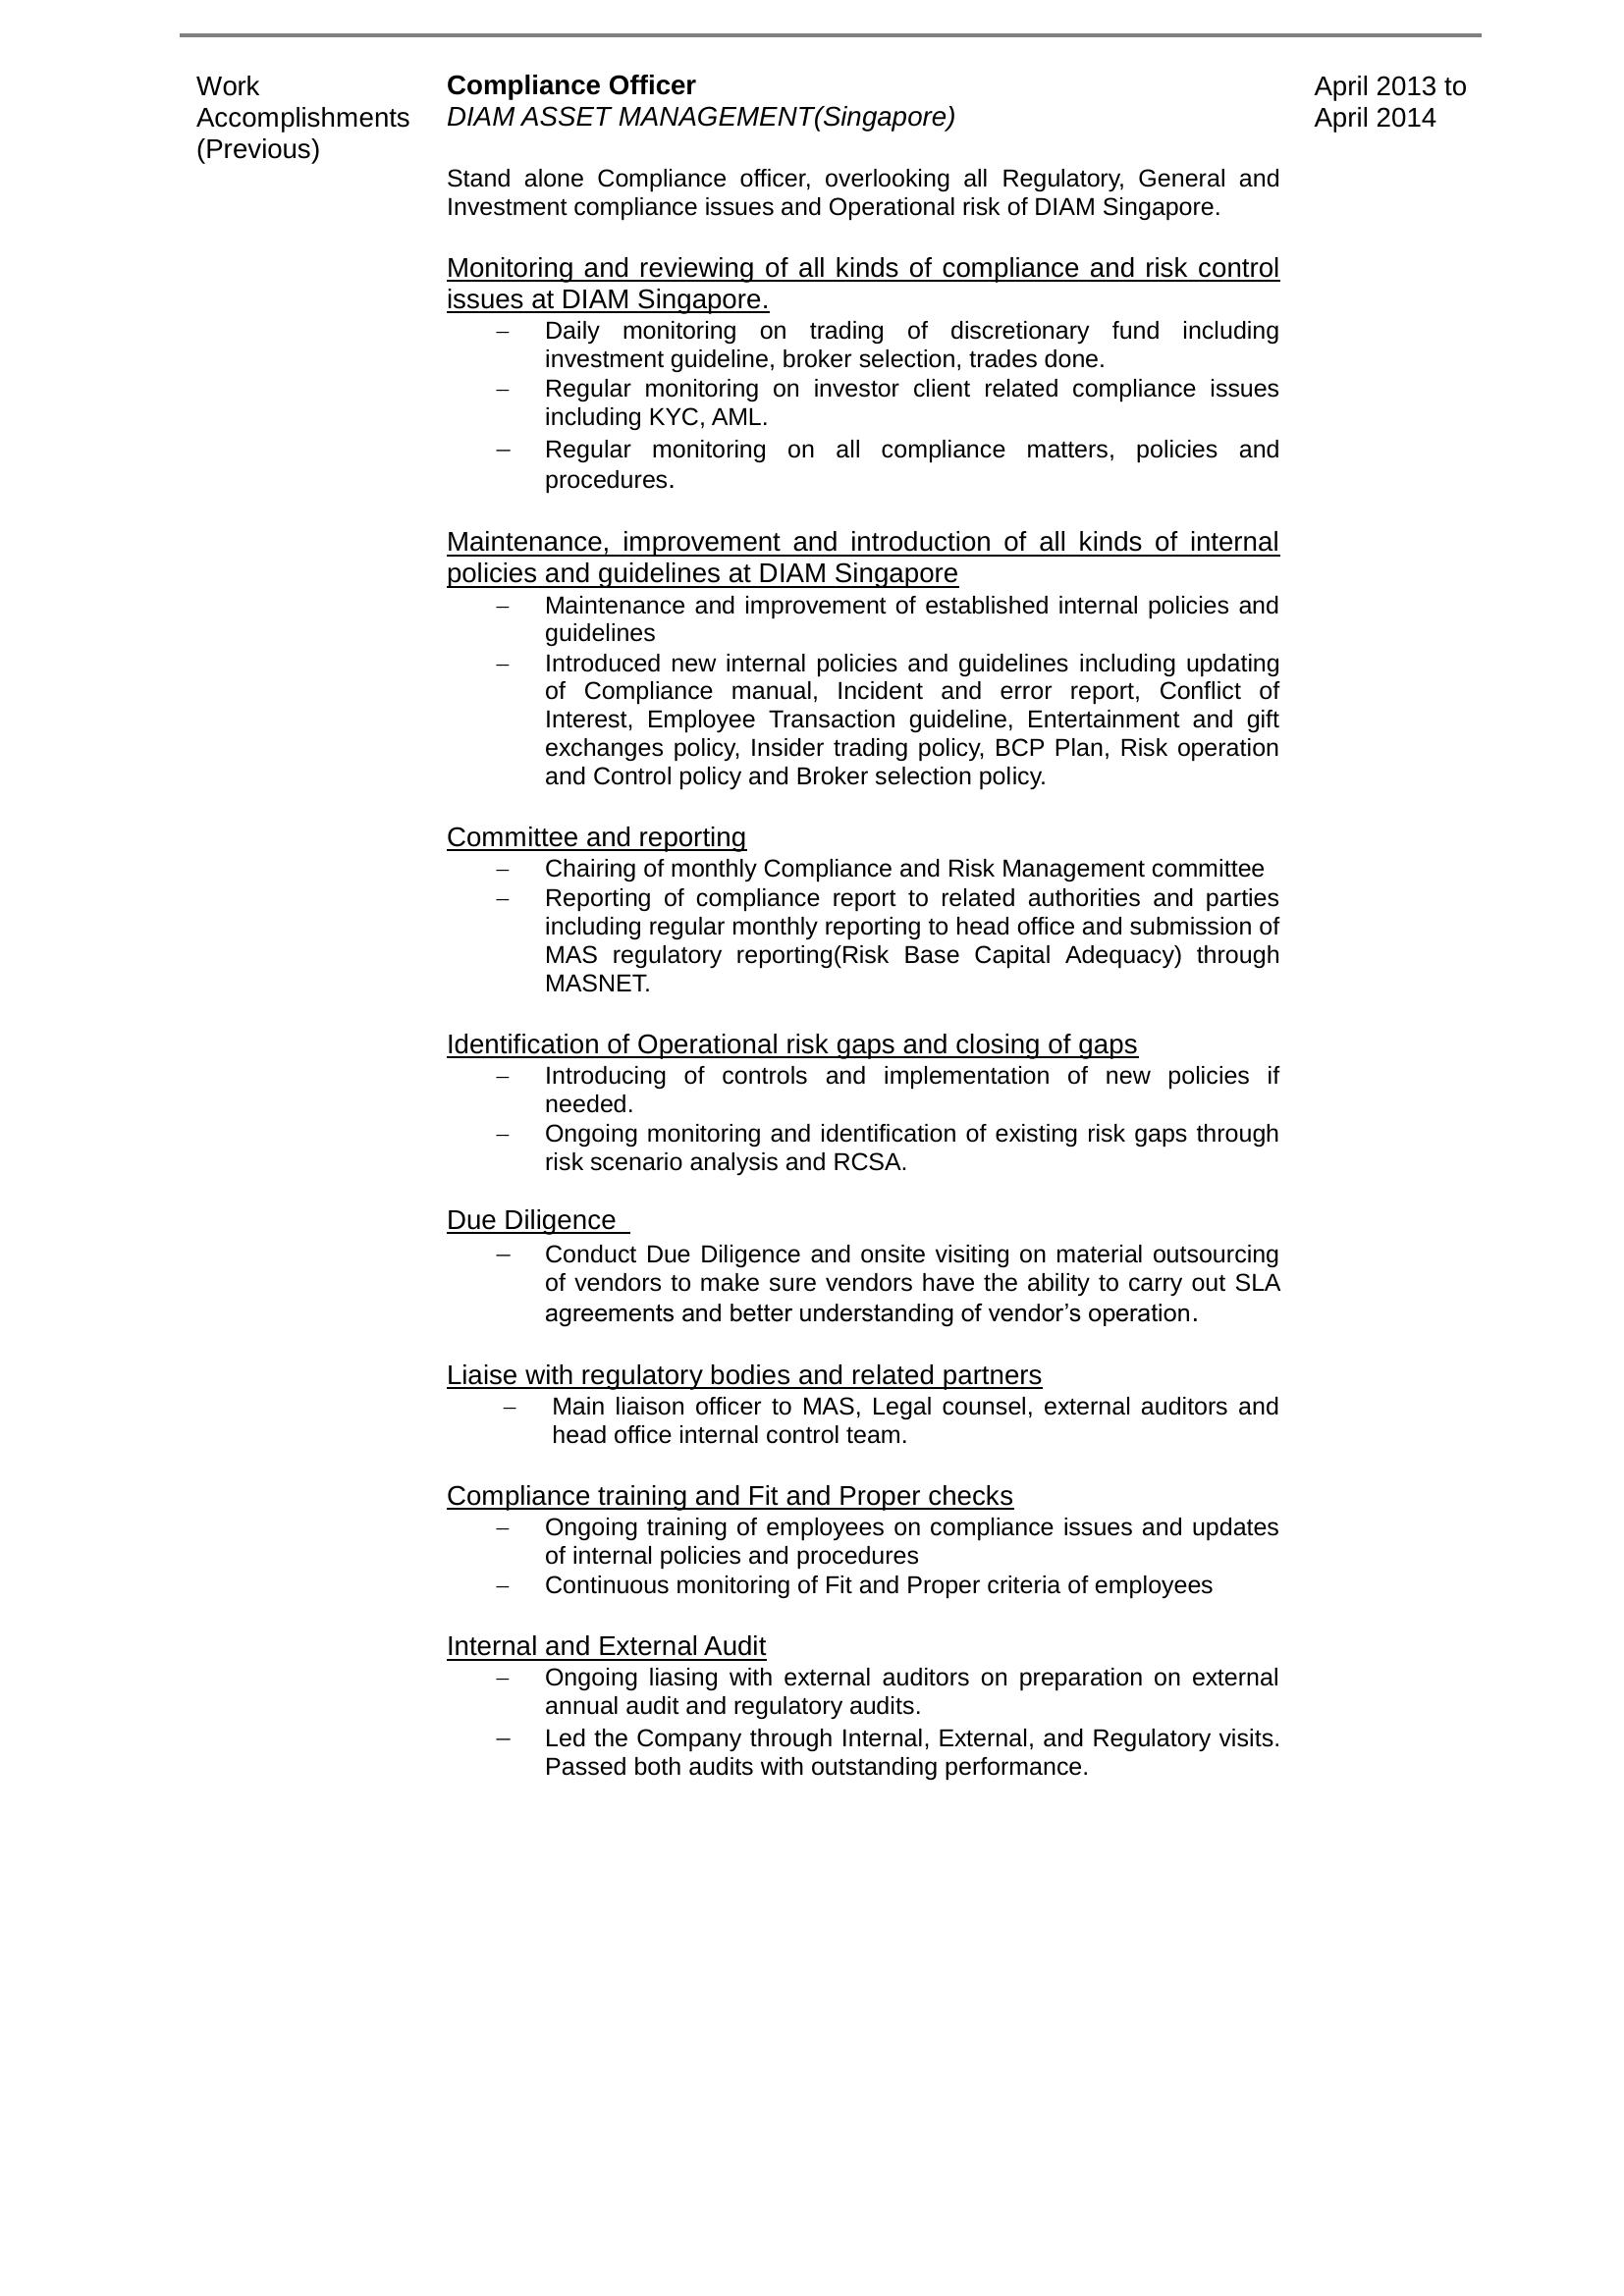 Work
Accomplishments
(Previous)
Compliance Officer
DIAM ASSET MANAGEMENT(Singapore)
April 2013 to
April 2014
Stand alone Compliance officer, overlooking all Regulatory, General and
Investment compliance issues and Operational risk of DIAM Singapore.
Monitoring and reviewing of all kinds of compliance and risk control
issues at DIAM Singapore.
– Daily monitoring on trading of discretionary fund including
investment guideline, broker selection, trades done.
– Regular monitoring on investor client related compliance issues
including KYC, AML.
– Regular monitoring on all compliance matters, policies and
procedures.
Maintenance, improvement and introduction of all kinds of internal
policies and guidelines at DIAM Singapore
– Maintenance and improvement of established internal policies and
guidelines
– Introduced new internal policies and guidelines including updating
of Compliance manual, Incident and error report, Conflict of
Interest, Employee Transaction guideline, Entertainment and gift
exchanges policy, Insider trading policy, BCP Plan, Risk operation
and Control policy and Broker selection policy.
Committee and reporting
– Chairing of monthly Compliance and Risk Management committee
– Reporting of compliance report to related authorities and parties
including regular monthly reporting to head office and submission of
MAS regulatory reporting(Risk Base Capital Adequacy) through
MASNET.
Identification of Operational risk gaps and closing of gaps
– Introducing of controls and implementation of new policies if
needed.
– Ongoing monitoring and identification of existing risk gaps through
risk scenario analysis and RCSA.
Due Diligence
– Conduct Due Diligence and onsite visiting on material outsourcing
of vendors to make sure vendors have the ability to carry out SLA
agreements and better understanding of vendor’s operation.
Liaise with regulatory bodies and related partners
– Main liaison officer to MAS, Legal counsel, external auditors and
head office internal control team.
Compliance training and Fit and Proper checks
– Ongoing training of employees on compliance issues and updates
of internal policies and procedures
– Continuous monitoring of Fit and Proper criteria of employees
Internal and External Audit
– Ongoing liasing with external auditors on preparation on external
annual audit and regulatory audits.
– Led the Company through Internal, External, and Regulatory visits.
Passed both audits with outstanding performance.